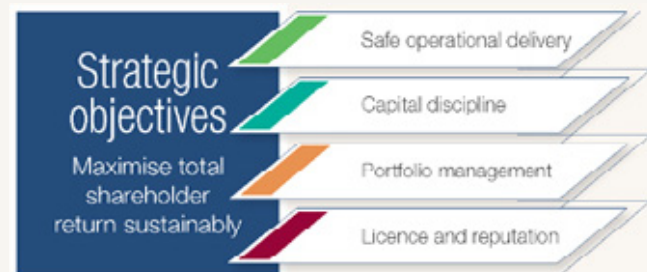 Strategic
objectives
Maximise total
shareholder
return sustainably
Safe operational delivery
Capital discipline
Portfolio management
Licence and reputation